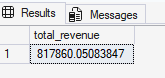 Results Messages
total_revenue
1 817860.05083847